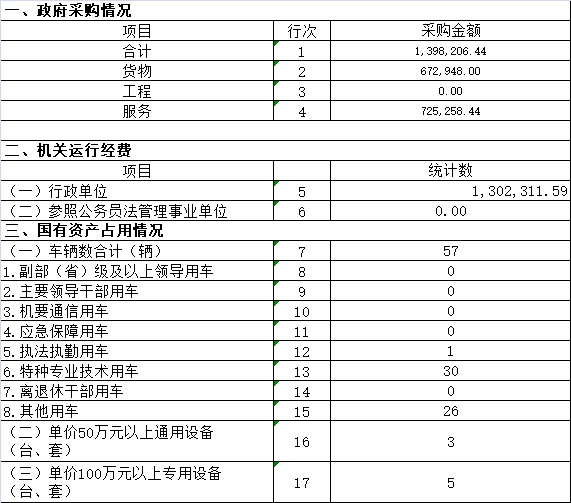 一、政府采购情况
项目 行次 采购金额
合计 1 1,398,206.44
货物 2 672,948.00
工程 3 0.00
服务 4 725,258.44
二、机关运行经费
项目 统计数
（一）行政单位 5 1,302,311.59
（二）参照公务员法管理事业单位 6 0.00
三、国有资产占用情况
（一）车辆数合计（辆） 7 57
1.副部（省）级及以上领导用车 8 0
2.主要领导干部用车 9 0
3.机要通信用车 10 0
4.应急保障用车 11 0
5.执法执勤用车 12 1
6.特种专业技术用车 13 30
7.离退休干部用车 14 0
8.其他用车 15 26
（二）单价50万元以上通用设备
（台、套） 16 3
（三）单价100万元以上专用设备
（台、套） 17 5